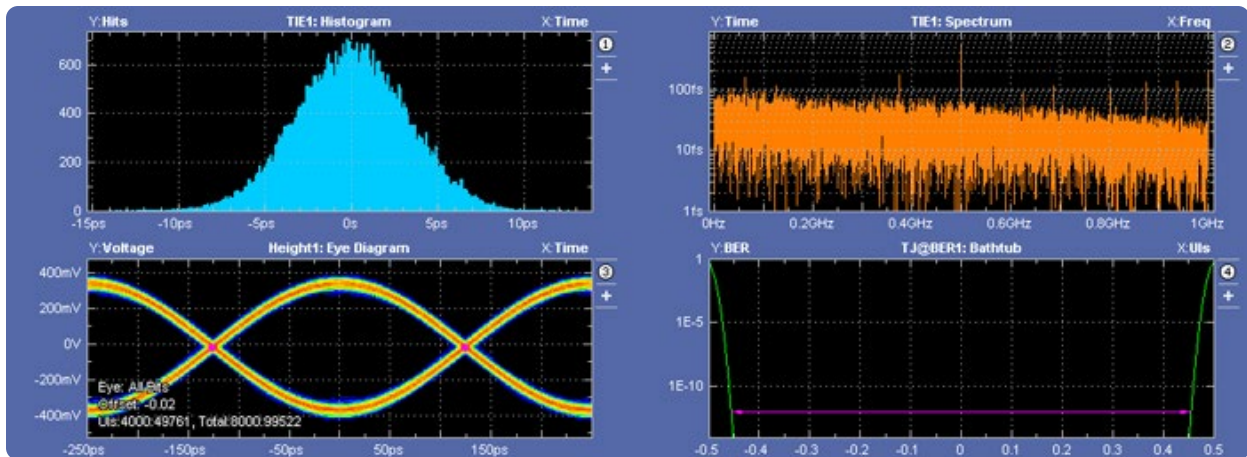 Y:Hits TIE1: Histogram X:Time
1
600
+
400
200
0
-15ps -10ps -5ps 0s 5ps 10ps
Y:Time TIE1: Spectrum X:Freq
2
+
100fs
10fs
1fs
0Hz 0.2GHz 0.4GHz 0.6GHz 0.8GHz 1GHz
Y:Voltage Height1: Eye Diagram X:Time
400mV
3
+
200mV
0V
-200mV
Eye: All Bits
-400mV
Offset: -0.02
UIs:4000:49761, Total:8000:99522
-250ps -150ps -50ps 50ps 150ps
Y:BER TJ@BER1: Bathtub X:UIs
1
4
+
1E-5
1E-10
-0.5 -0.4 -0.3 -0.2 -0.1 0 0.1 0.2 0.3 0.4 0.5